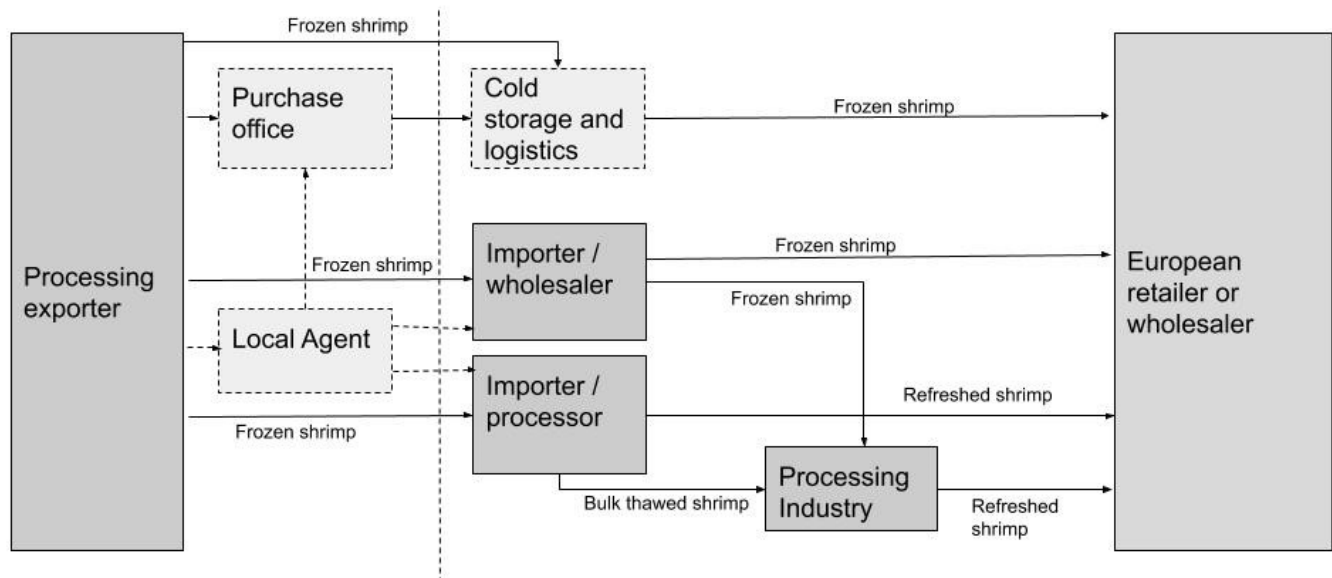 Frozen shrimp
Purchase
office
Cold
storage and
logistics
Frozen shrimp
Processing
exporter
Frozen shrimp
Importer /
wholesaler
Frozen shrimp
Frozen shrimp
European
retailer or
wholesaler
Local Agent
Importer /
processor
Refreshed shrimp
Frozen shrimp
Bulk thawed shrimp
Processing
Industry
Refreshed
shrimp